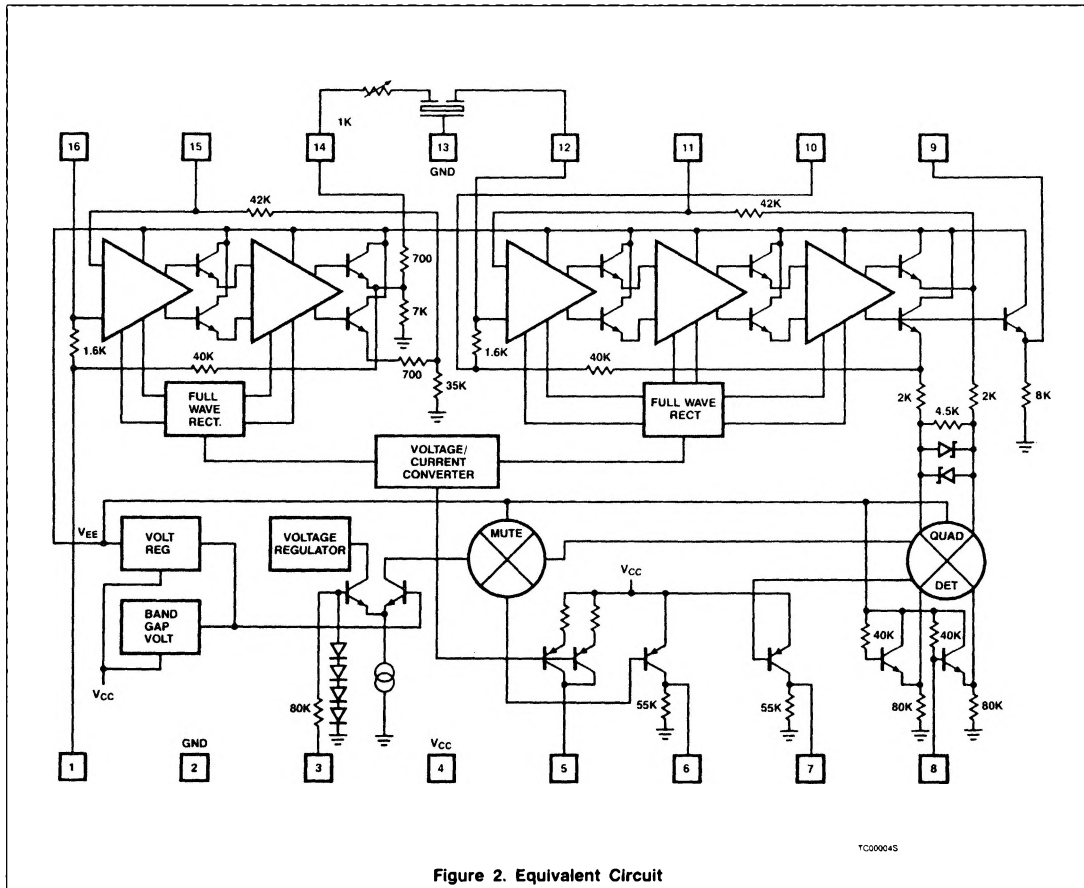 1K
16
15
14
13
12
11
10
9
GND
42K
42K
700
7K
1.6K
40K
700
35K
1.6K
40K
2K
2K
8K
4.5K
FULL
WAVE
RECT.
FULL WAVE
RECT
VOLTAGE/
CURRENT
CONVERTER
VEE
VOLT
REG
VOLTAGE
REGULATOR
MUTE
QUAD
DET
VCC
BAND
GAP
VOLT
VCC
40K
40K
80K
55K
55K
80K
80K
GND
VCC
1
2
3
4
5
6
7
8
TC00004S
Figure 2. Equivalent Circuit